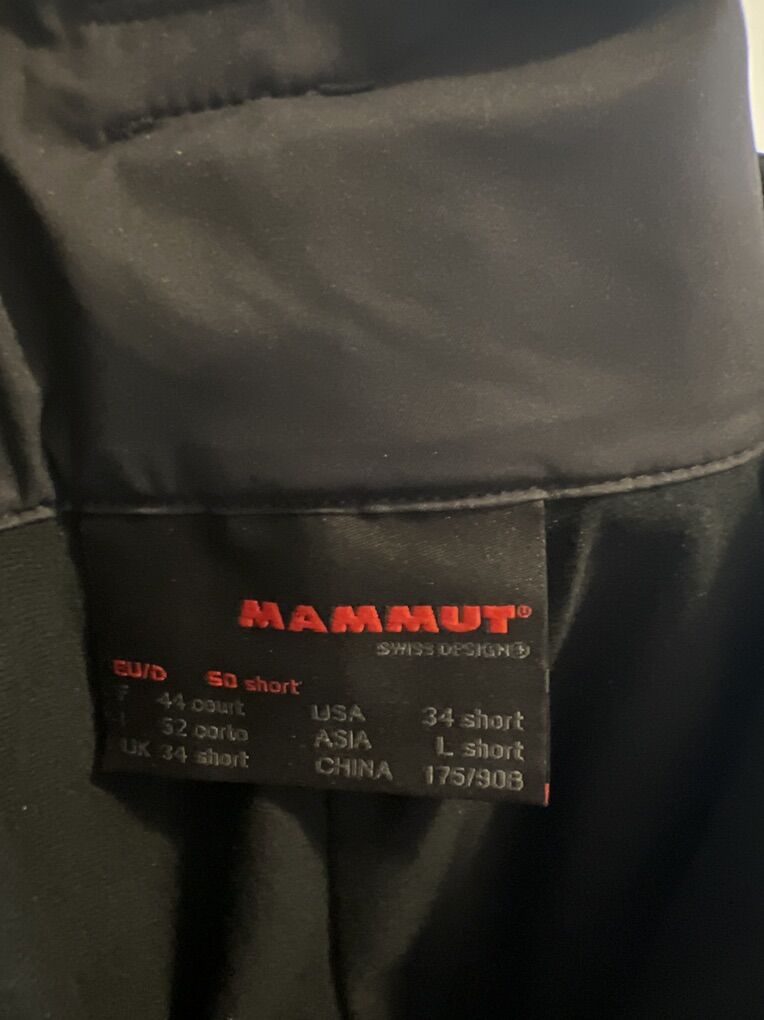 MAMMUT®
SWISS DESIGN
EU/D 50 short
F 44 court USA 34 short
I 52 corto ASIA L short
UK 34 short CHINA 175/90B